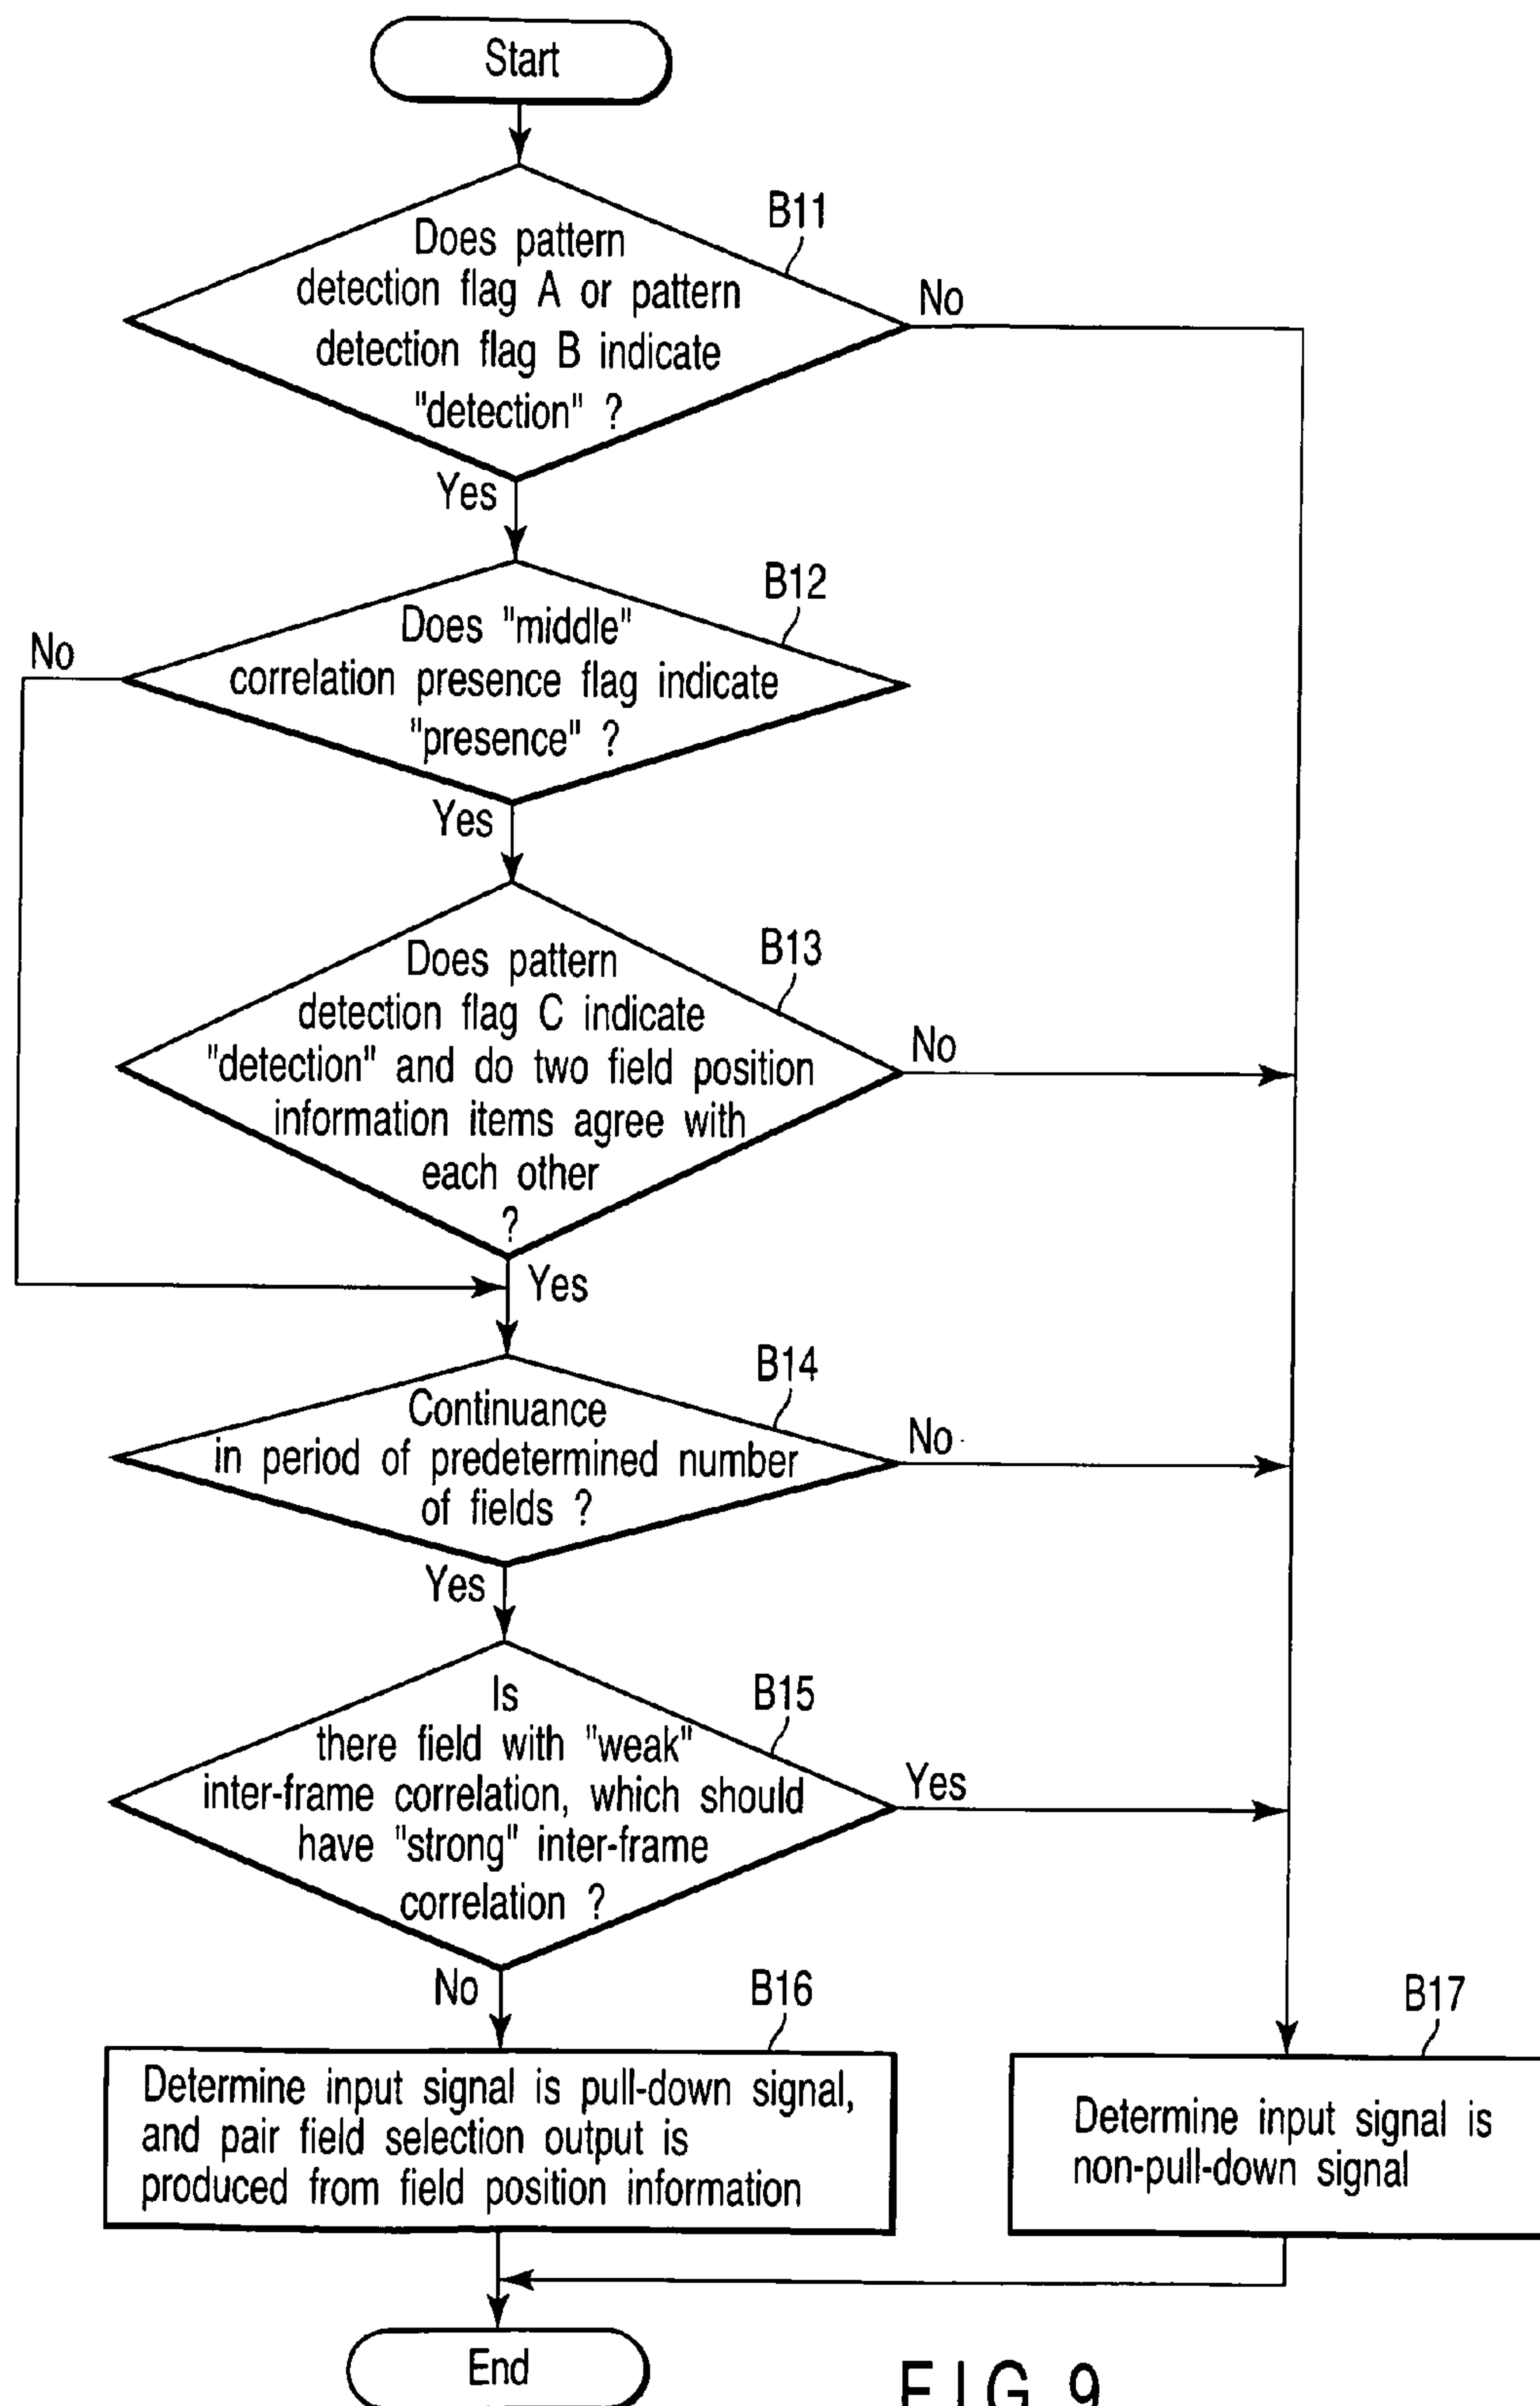 Start
B11
Does pattern
detection flag A or pattern
detection flag B indicate
"detection" ?
No
Yes
B12
Does "middle"
correlation presence flag indicate
"presence" ?
No
Yes
B13
Does pattern
detection flag C indicate
"detection" and do two field position
information items agree with
each other
?
No
Yes
B14
Continuance
in period of predetermined number
of fields ?
No
Yes
B15
Is
there field with "weak"
inter-frame correlation, which should
have "strong" inter-frame
correlation ?
Yes
No
B16
Determine input signal is pull-down signal,
and pair field selection output is
produced from field position information
B17
Determine input signal is
non-pull-down signal
End
FIG. 9